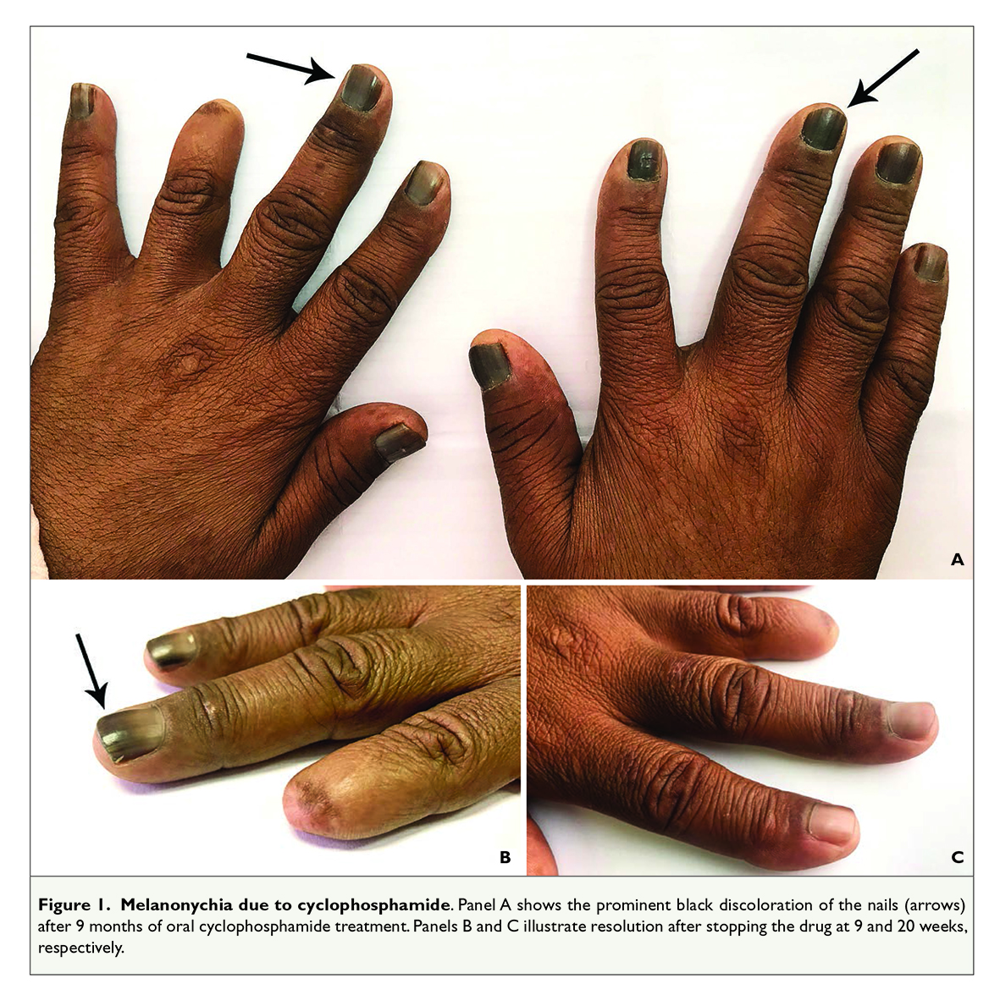 A
B
C
Figure 1. Melanonychia due to cyclophosphamide. Panel A shows the prominent black discoloration of the nails (arrows)
after 9 months of oral cyclophosphamide treatment. Panels B and C illustrate resolution after stopping the drug at 9 and 20 weeks,
respectively.